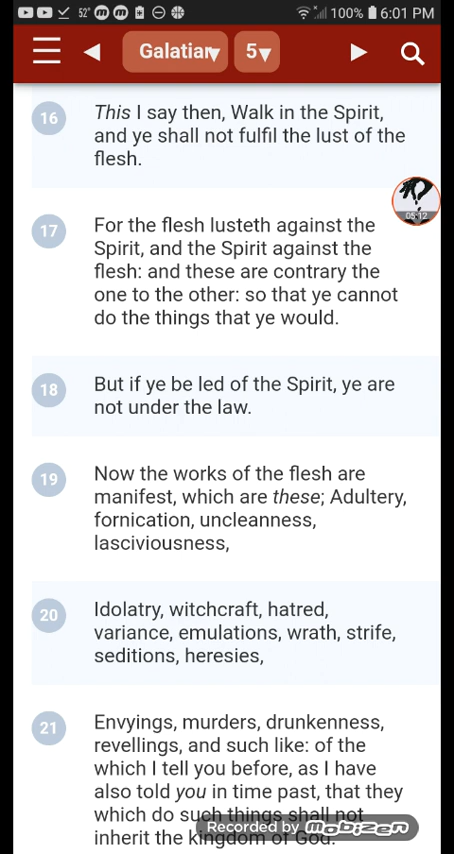 52° 100% 6:01 PM
Galatian 5
16 This I say then, Walk in the Spirit,
and ye shall not fulfil the lust of the
flesh.
05:12
17 For the flesh lusteth against the
Spirit, and the Spirit against the
flesh: and these are contrary the
one to the other: so that ye cannot
do the things that ye would.
18 But if ye be led of the Spirit, ye are
not under the law.
19 Now the works of the flesh are
manifest, which are these; Adultery,
fornication, uncleanness,
lasciviousness,
20 Idolatry, witchcraft, hatred,
variance, emulations, wrath, strife,
seditions, heresies,
21 Envyings, murders, drunkenness,
revellings, and such like: of the
which I tell you before, as I have
also told you in time past, that they
which do such things shall not
inherit the kingdom of God.
Recorded by mobizen